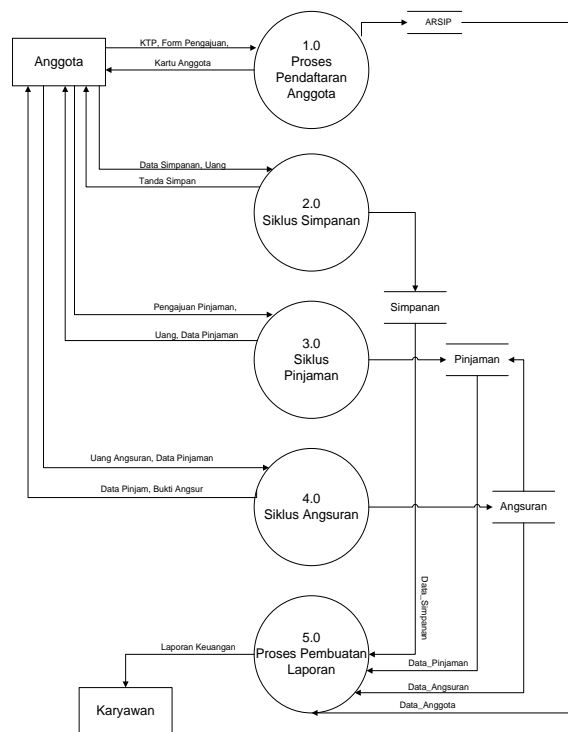 ARSIP
KTP, Form Pengajuan,
1.0
Proses
Pendaftaran
Anggota
Anggota
Kartu Anggota
Data Simpanan, Uang
Tanda Simpan
2.0
Siklus Simpanan
Simpanan
Pengajuan Pinjaman,
Uang, Data Pinjaman
3.0
Siklus
Pinjaman
Pinjaman
Uang Angsuran, Data Pinjaman
Data Pinjam, Bukti Angsur
4.0
Siklus Angsuran
Angsuran
Data_Simpanan
5.0
Proses Pembuatan
Laporan
Laporan Keuangan
Data_Pinjaman
Data_Angsuran
Data_Anggota
Karyawan